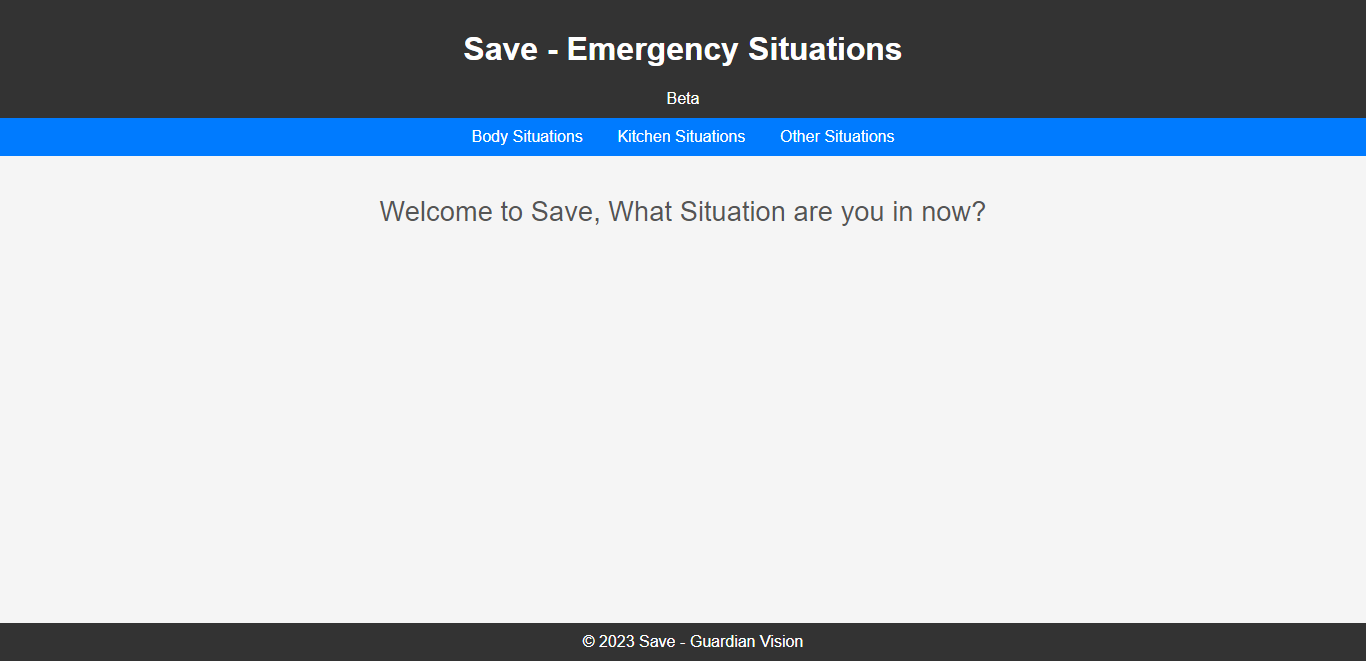 Save - Emergency Situations
Beta
Body Situations Kitchen Situations Other Situations
Welcome to Save, What Situation are you in now?
© 2023 Save - Guardian Vision